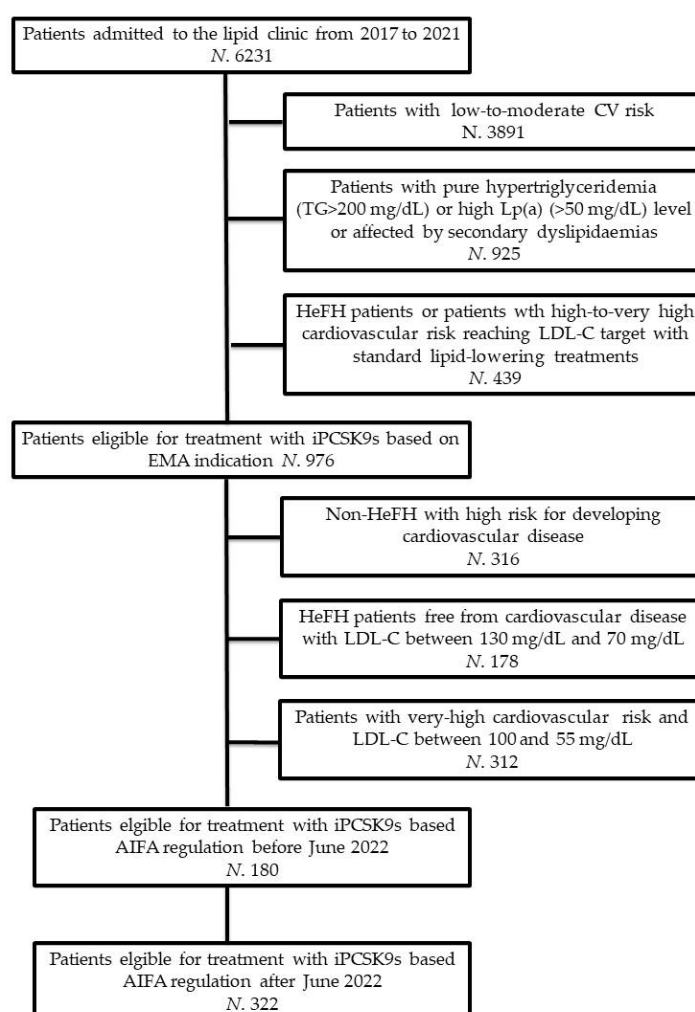 Patients admitted to the lipid clinic from 2017 to 2021
N. 6231
Patients with low-to-moderate CV risk
N. 3891
Patients with pure hypertriglyceridemia
(TG>200 mg/dL) or high Lp(a) (>50 mg/dL) level
or affected by secondary dyslipidaemias
N. 925
HeFH patients or patients wth high-to-very high
cardiovascular risk reaching LDL-C target with
standard lipid-lowering treatments
N. 439
Patients eligible for treatment with iPCSK9s based on
EMA indication N. 976
Non-HeFH with high risk for developing
cardiovascular disease
N. 316
HeFH patients free from cardiovascular disease
with LDL-C between 130 mg/dL and 70 mg/dL
N. 178
Patients with very-high cardiovascular risk and
LDL-C between 100 and 55 mg/dL
N. 312
Patients elgible for treatment with iPCSK9s based
AIFA regulation before June 2022
N. 180
Patients elgible for treatment with iPCSK9s based
AIFA regulation after June 2022
N. 322